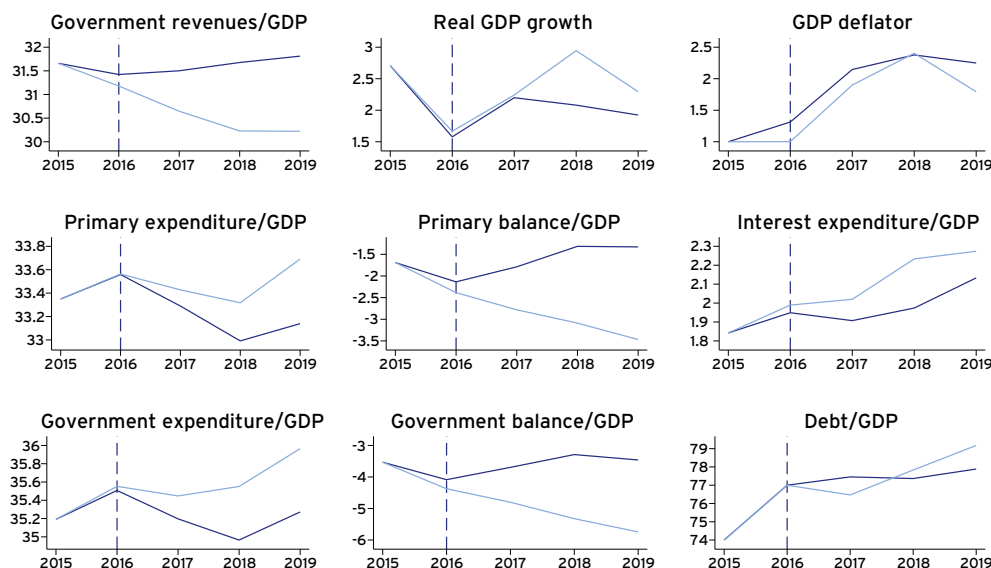 Government revenues/GDP
32
31.5
31
30.5
30
2015 2016 2017 2018 2019
Real GDP growth
3
2.5
2
1.5
2015 2016 2017 2018 2019
GDP deflator
2.5
2
1.5
1
2015 2016 2017 2018 2019
Primary expenditure/GDP
33.8
33.6
33.4
33.2
33
2015 2016 2017 2018 2019
Primary balance/GDP
-1.5
-2
-2.5
-3
-3.5
2015 2016 2017 2018 2019
Interest expenditure/GDP
2.3
2.2
2.1
2
1.9
1.8
2015 2016 2017 2018 2019
Government expenditure/GDP
36
35.8
35.6
35.4
35.2
35
2015 2016 2017 2018 2019
Government balance/GDP
-3
-4
-5
-6
2015 2016 2017 2018 2019
Debt/GDP
79
78
77
76
75
74
2015 2016 2017 2018 2019